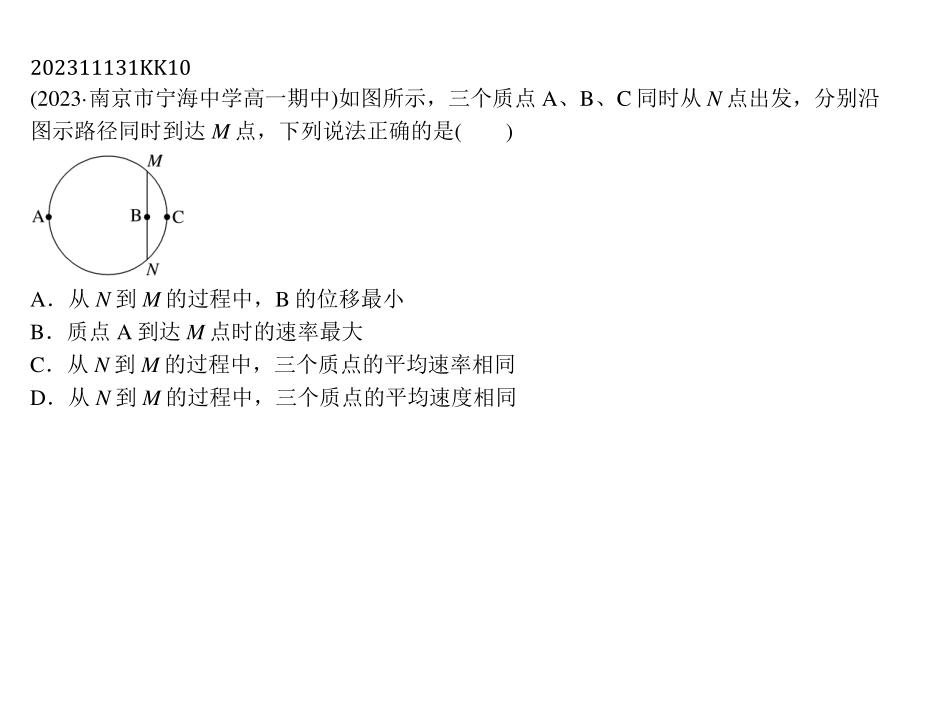 202311131KK10
(2023·南京市宁海中学高一期中)如图所示，三个质点 A、B、C 同时从 N 点出发，分别沿
图示路径同时到达 M 点，下列说法正确的是(　　)
M
A B C
N
A．从 N 到 M 的过程中，B 的位移最小
B．质点 A 到达 M 点时的速率最大
C．从 N 到 M 的过程中，三个质点的平均速率相同
D．从 N 到 M 的过程中，三个质点的平均速度相同